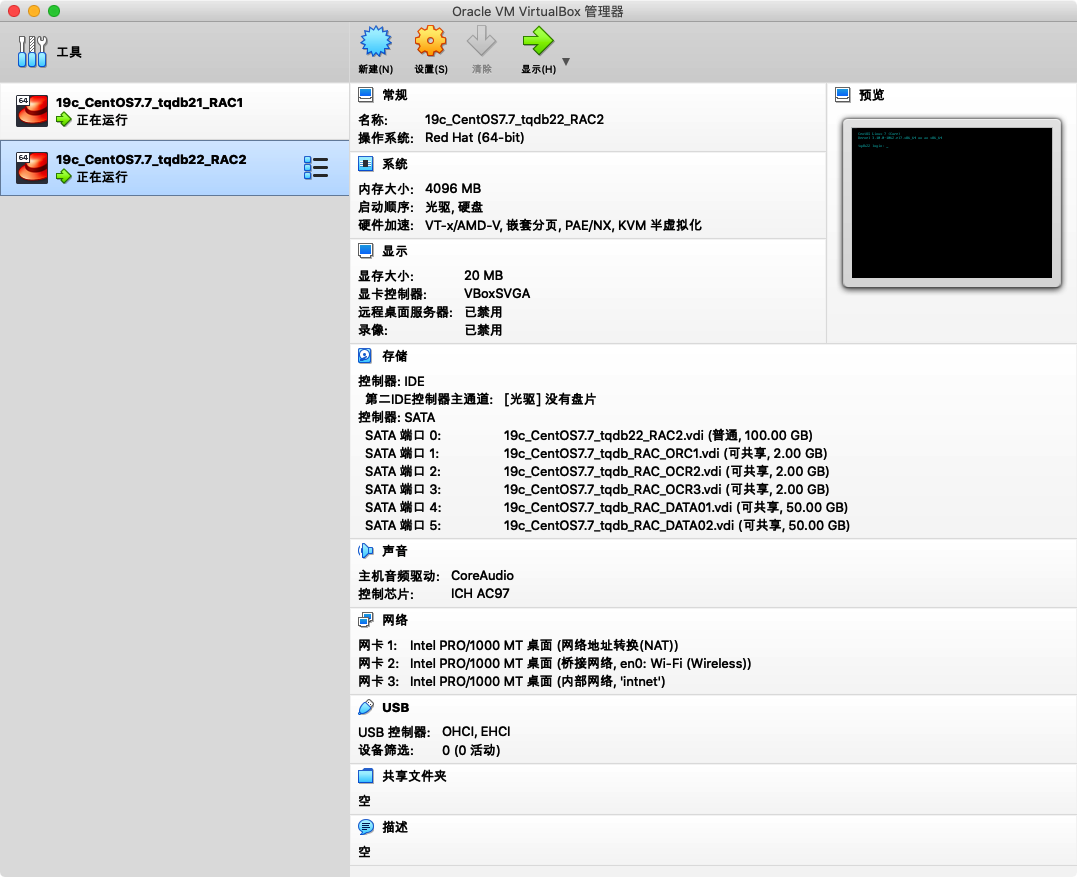 Oracle VM VirtualBox 管理器
工具
新建(N) 设置(S) 清除 显示(H)
64
19c_CentOS7.7_tqdb21_RAC1
正在运行
64
19c_CentOS7.7_tqdb22_RAC2
正在运行
常规
名称: 19c_CentOS7.7_tqdb22_RAC2
操作系统: Red Hat (64-bit)
系统
内存大小: 4096 MB
启动顺序: 光驱, 硬盘
硬件加速: VT-x/AMD-V, 嵌套分页, PAE/NX, KVM 半虚拟化
显示
显存大小: 20 MB
显卡控制器: VBoxSVGA
远程桌面服务器: 已禁用
录像: 已禁用
预览
存储
控制器: IDE
第二IDE控制器主通道: [光驱] 没有盘片
控制器: SATA
SATA 端口 0: 19c_CentOS7.7_tqdb22_RAC2.vdi (普通, 100.00 GB)
SATA 端口 1: 19c_CentOS7.7_tqdb_RAC_ORC1.vdi (可共享, 2.00 GB)
SATA 端口 2: 19c_CentOS7.7_tqdb_RAC_OCR2.vdi (可共享, 2.00 GB)
SATA 端口 3: 19c_CentOS7.7_tqdb_RAC_OCR3.vdi (可共享, 2.00 GB)
SATA 端口 4: 19c_CentOS7.7_tqdb_RAC_DATA01.vdi (可共享, 50.00 GB)
SATA 端口 5: 19c_CentOS7.7_tqdb_RAC_DATA02.vdi (可共享, 50.00 GB)
声音
主机音频驱动: CoreAudio
控制芯片: ICH AC97
网络
网卡 1: Intel PRO/1000 MT 桌面 (网络地址转换(NAT))
网卡 2: Intel PRO/1000 MT 桌面 (桥接网络, en0: Wi-Fi (Wireless))
网卡 3: Intel PRO/1000 MT 桌面 (内部网络, 'intnet')
USB
USB 控制器: OHCI, EHCI
设备筛选: 0 (0 活动)
共享文件夹
空
描述
空